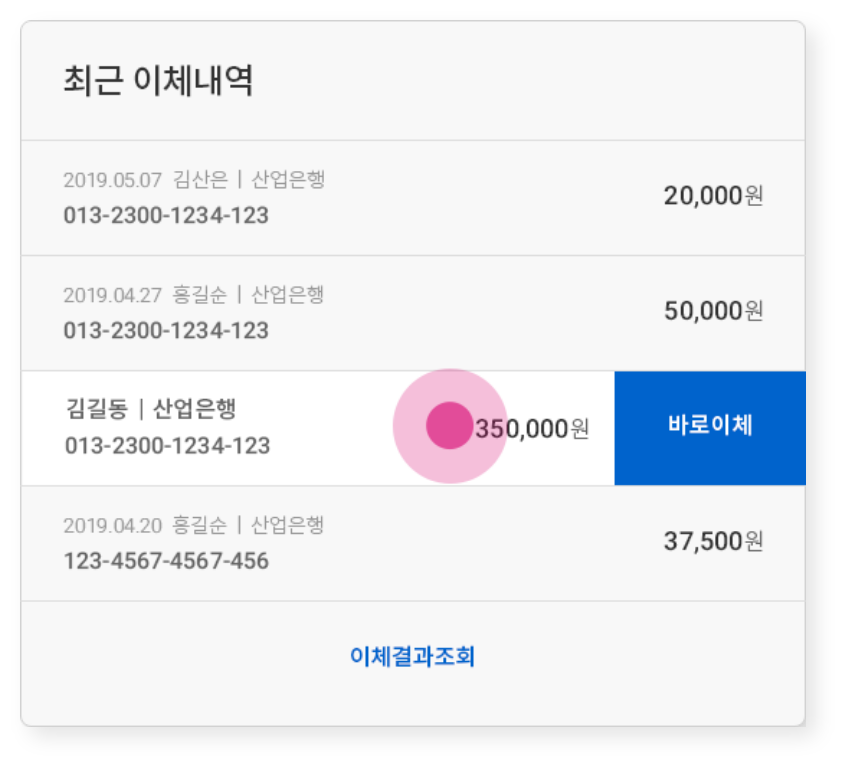 최근 이체내역
2019.05.07 김산은 | 산업은행
013-2300-1234-123
20,000원
2019.04.27 홍길순 | 산업은행
013-2300-1234-123
50,000원
김길동 | 산업은행
013-2300-1234-123
350,000원
바로이체
2019.04.20 홍길순 | 산업은행
123-4567-4567-456
37,500원
이체결과조회